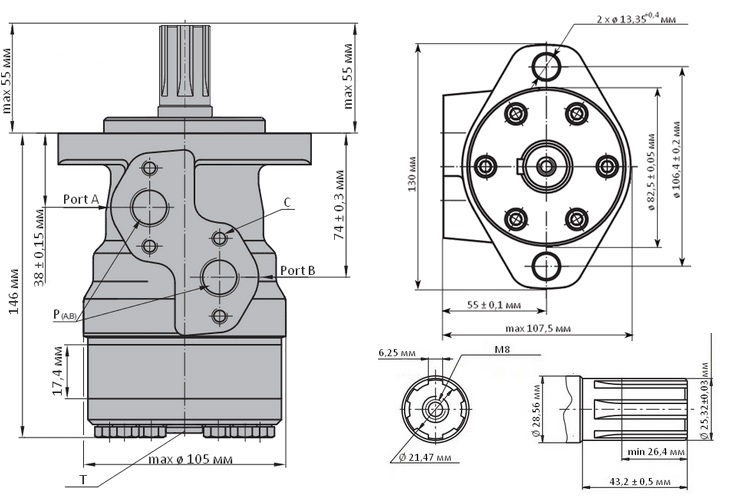 max 55 мм
max 55 мм
146 мм
38 ± 0,15 мм
Port A
C
74 ± 0,3 мм
Port B
P (A,B)
17,4 мм
max ø 105 мм
T
2 x ø 13,35⁺⁰,⁴ мм
130 мм
ø 82,5 ± 0,05 мм
ø 106,4 ± 0,2 мм
55 ± 0,1 мм
max 107,5 мм
6,25 мм
M8
Ø 21,47 мм
Ø 28,56 мм
Ø 25,32±0,03 мм
min 26,4 мм
43,2 ± 0,5 мм